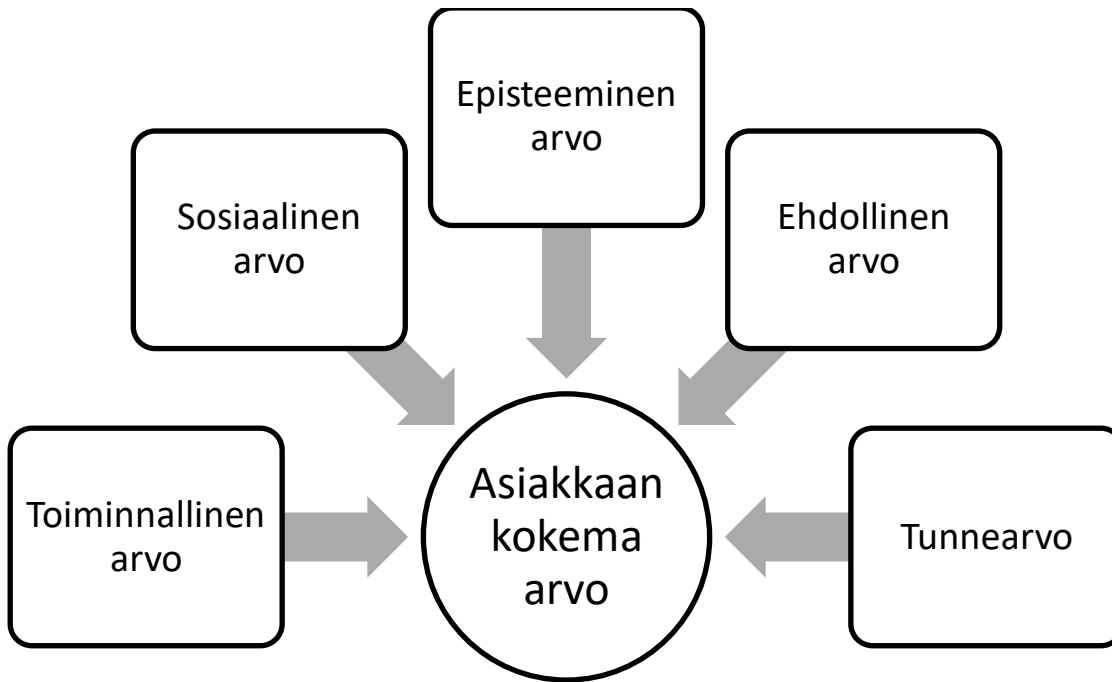 Episteeminen
arvo
Sosiaalinen
arvo
Ehdollinen
arvo
Toiminnallinen
arvo
Asiakkaan
kokema
arvo
Tunnearvo